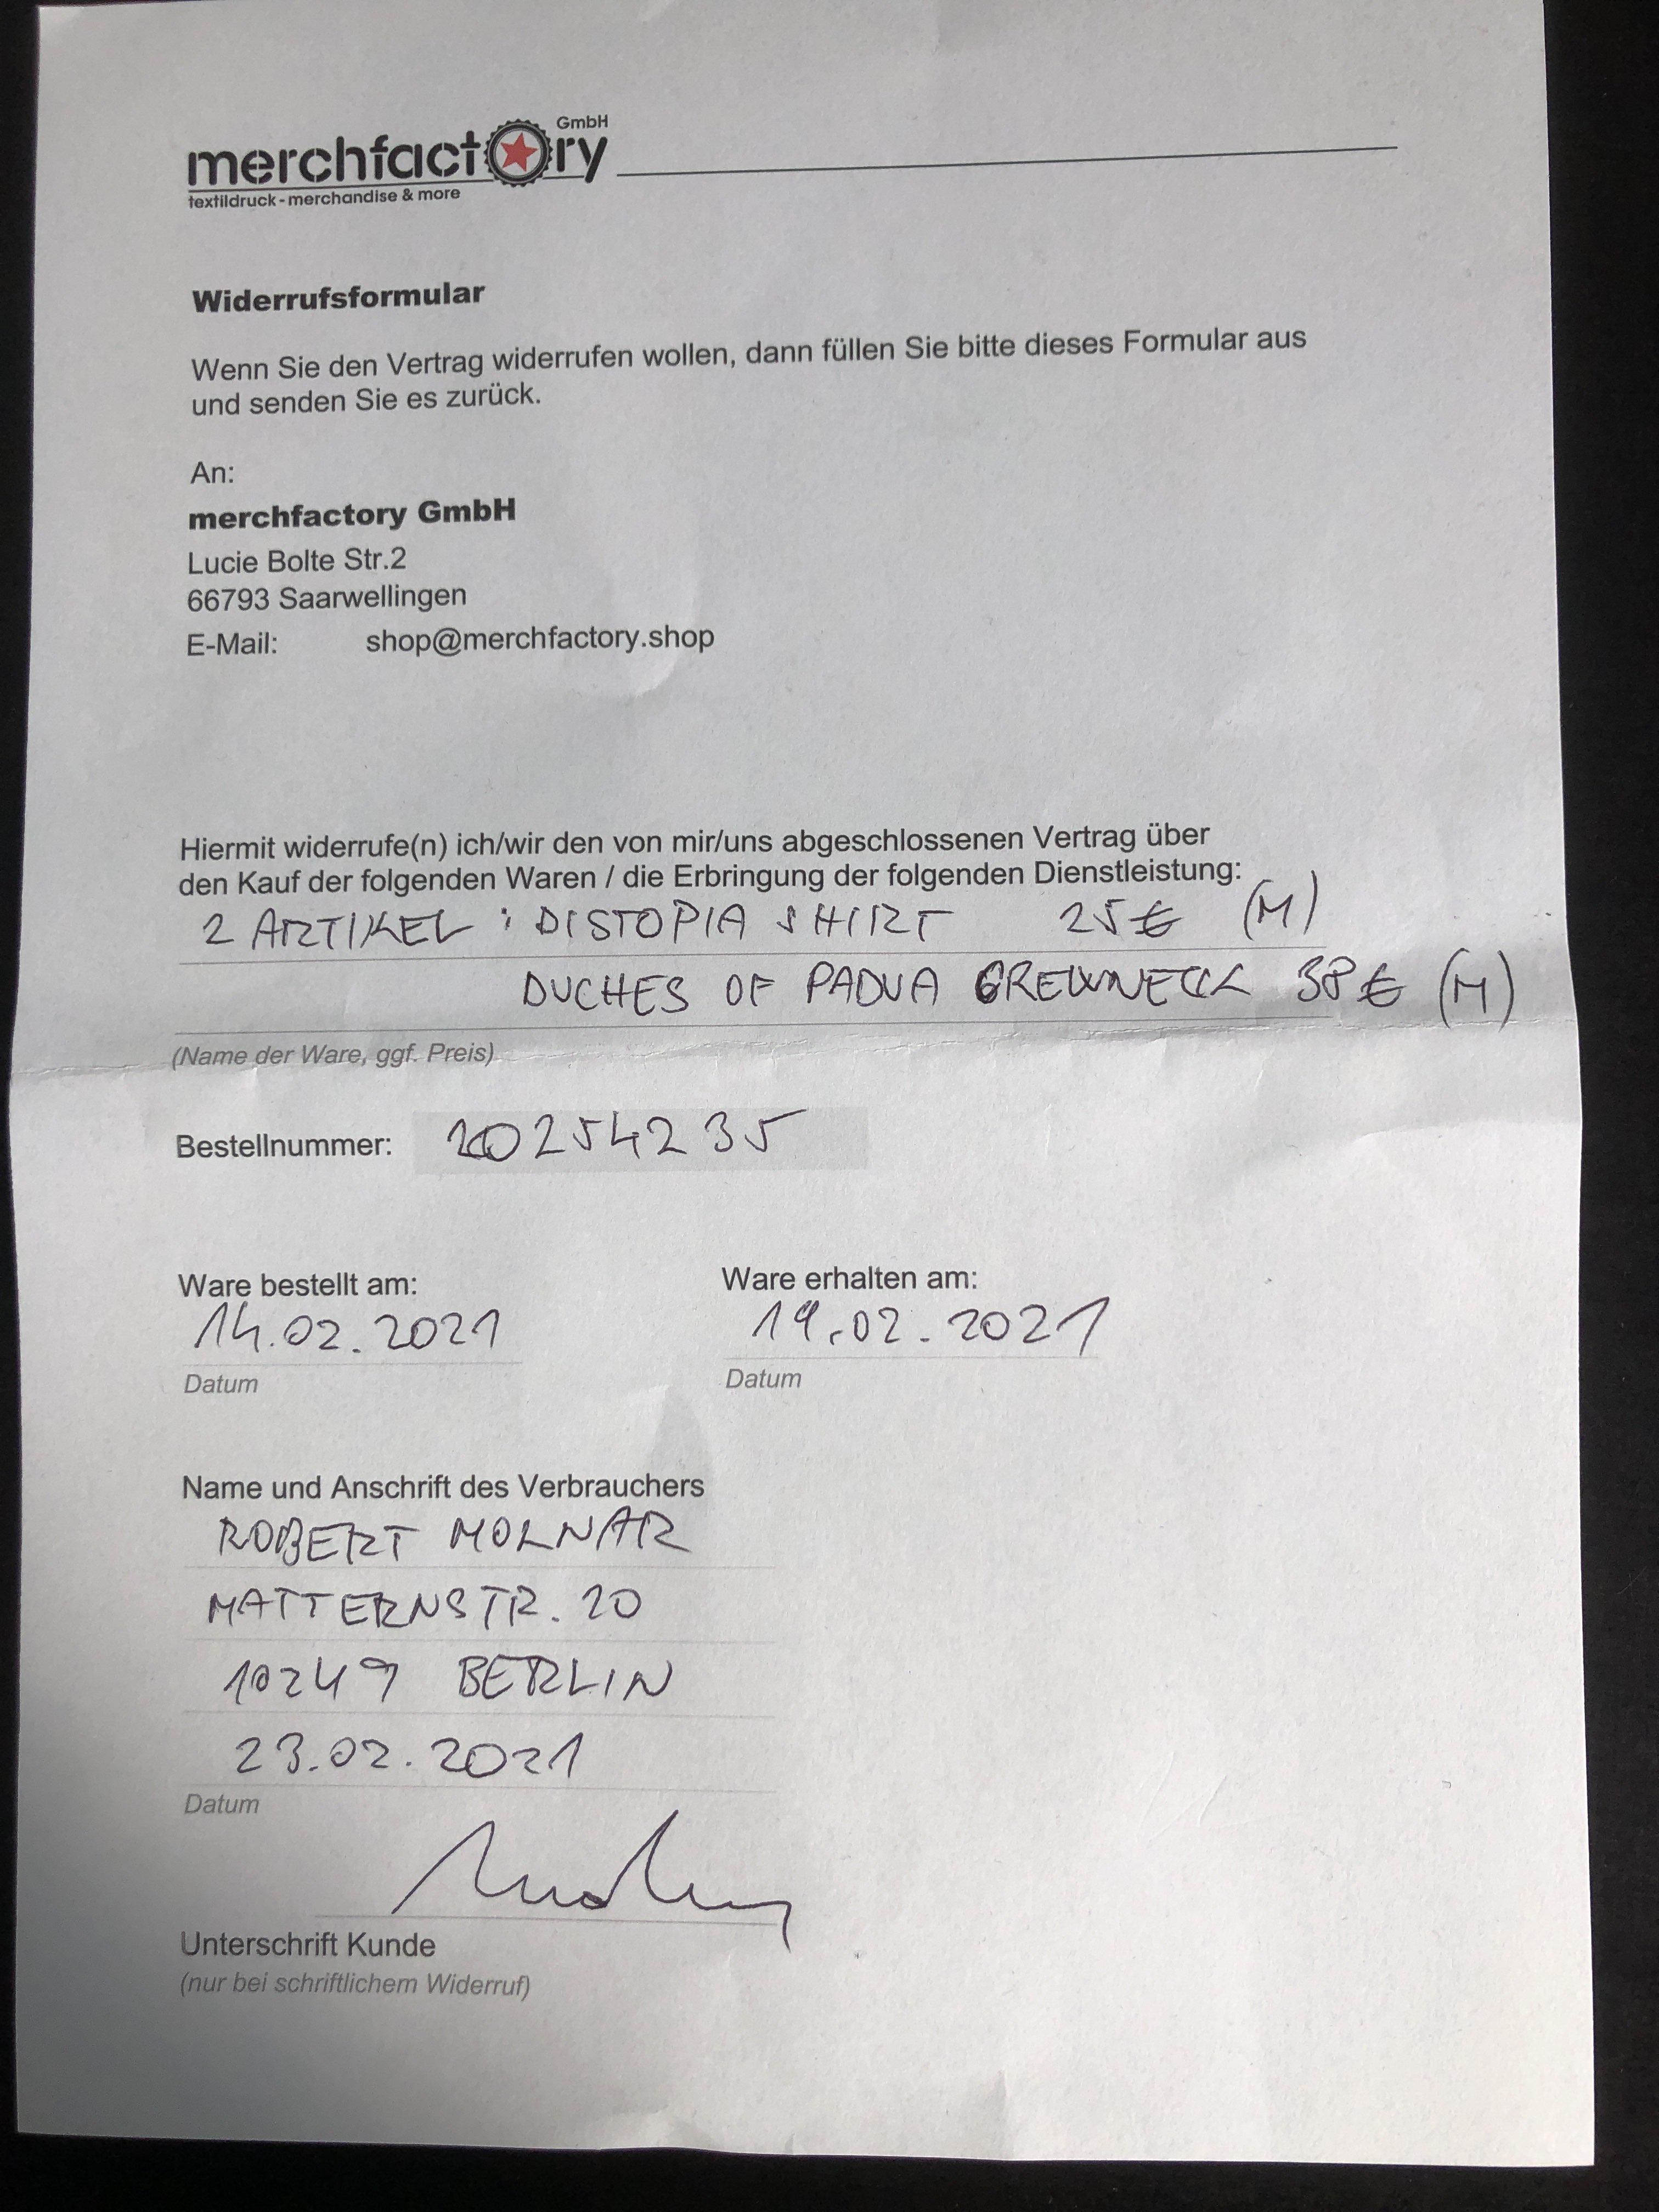 merchfactory GmbH
textildruck - merchandise & more
Widerrufsformular
Wenn Sie den Vertrag widerrufen wollen, dann füllen Sie bitte dieses Formular aus
und senden Sie es zurück.
An:
merchfactory GmbH
Lucie Bolte Str.2
66793 Saarwellingen
E-Mail: shop@merchfactory.shop
Hiermit widerrufe(n) ich/wir den von mir/uns abgeschlossenen Vertrag über
den Kauf der folgenden Waren / die Erbringung der folgenden Dienstleistung:
2 ARTIKEL : DISTOPIA SHIRT 25€ (M)
DUCHES OF PADUA CREWNECK 38€ (M)
(Name der Ware, ggf. Preis)
Bestellnummer: 20254235
Ware bestellt am: Ware erhalten am:
14.02.2021 19.02.2021
Datum Datum
Name und Anschrift des Verbrauchers
ROBERT MOLNAR
MATTERNSTR. 20
10249 BERLIN
23.02.2021
Datum
Unterschrift Kunde
(nur bei schriftlichem Widerruf)